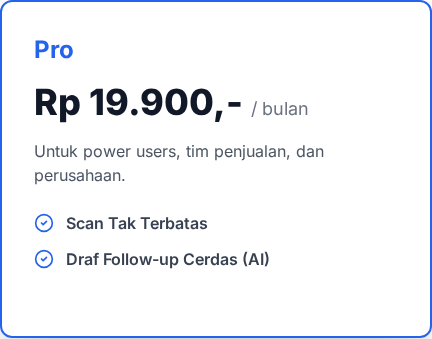 Pro
Rp 19.900,- / bulan
Untuk power users, tim penjualan, dan
perusahaan.
Scan Tak Terbatas
Draf Follow-up Cerdas (AI)